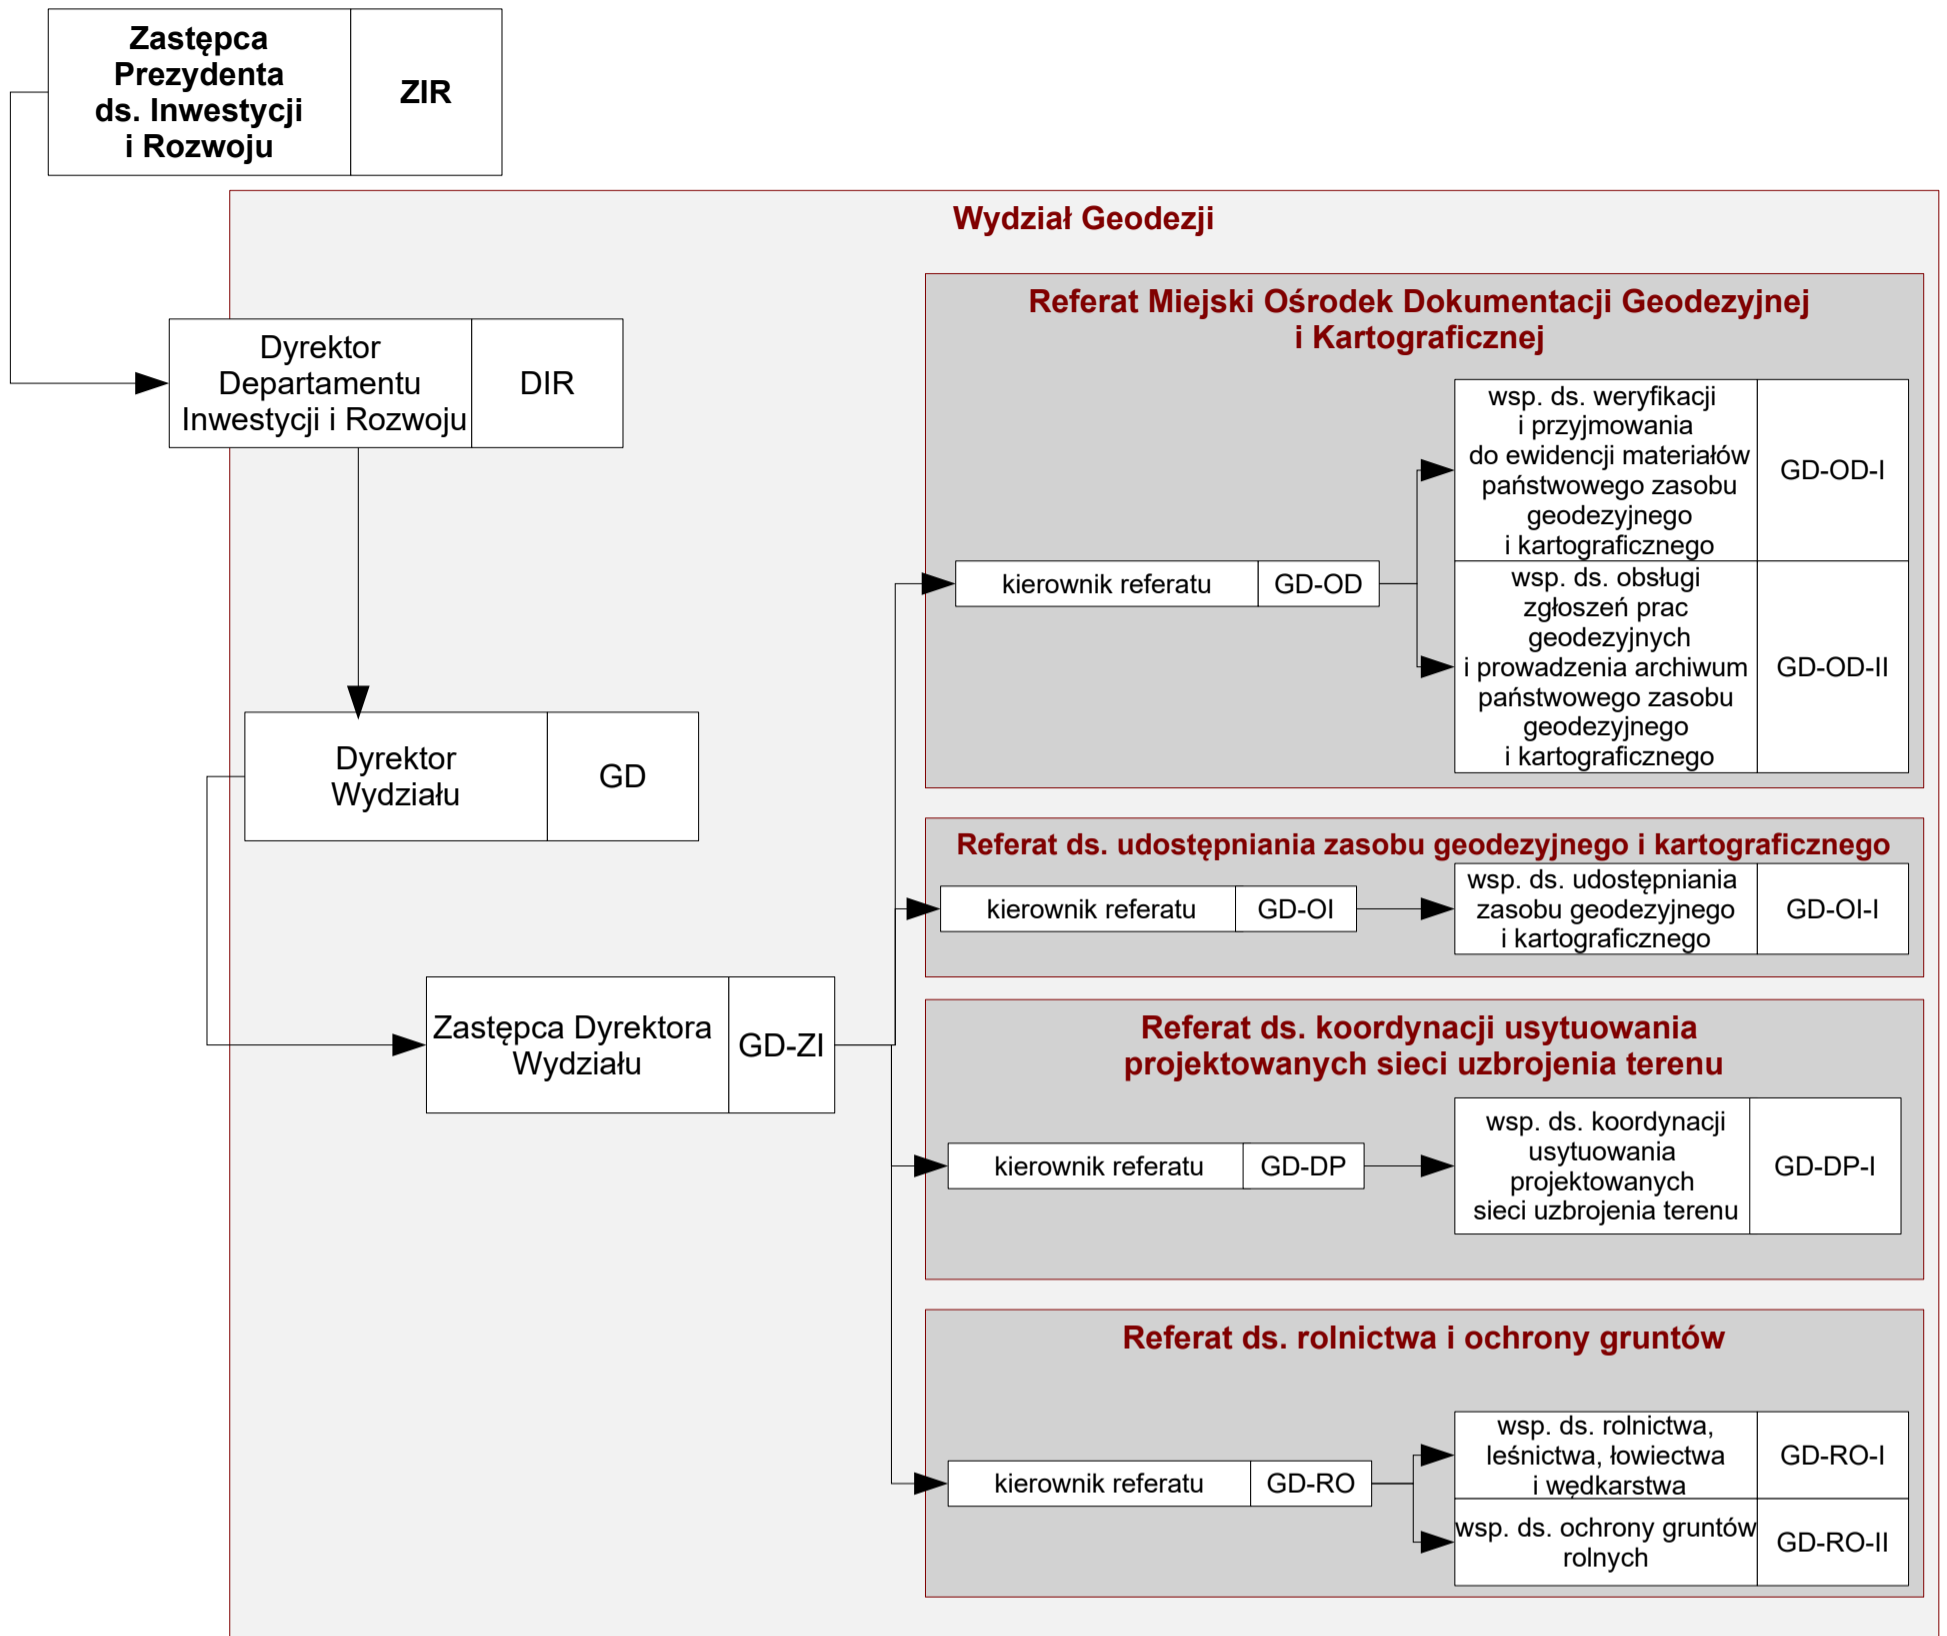 Zastępca
Prezydenta
ds. Inwestycji
i Rozwoju
ZIR
Wydział Geodezji
Dyrektor
Departamentu
Inwestycji i Rozwoju
DIR
Dyrektor
Wydziału
GD
Zastępca Dyrektora
Wydziału
GD-ZI
Referat Miejski Ośrodek Dokumentacji Geodezyjnej
i Kartograficznej
kierownik referatu
GD-OD
wsp. ds. weryfikacji
i przyjmowania
do ewidencji materiałów
państwowego zasobu
geodezyjnego
i kartograficznego
GD-OD-I
wsp. ds. obsługi
zgłoszeń prac
geodezyjnych
i prowadzenia archiwum
państwowego zasobu
geodezyjnego
i kartograficznego
GD-OD-II
Referat ds. udostępniania zasobu geodezyjnego i kartograficznego
kierownik referatu
GD-OI
wsp. ds. udostępniania
zasobu geodezyjnego
i kartograficznego
GD-OI-I
Referat ds. koordynacji usytuowania
projektowanych sieci uzbrojenia terenu
kierownik referatu
GD-DP
wsp. ds. koordynacji
usytuowania
projektowanych
sieci uzbrojenia terenu
GD-DP-I
Referat ds. rolnictwa i ochrony gruntów
kierownik referatu
GD-RO
wsp. ds. rolnictwa,
leśnictwa, łowiectwa
i wędkarstwa
GD-RO-I
wsp. ds. ochrony gruntów
rolnych
GD-RO-II